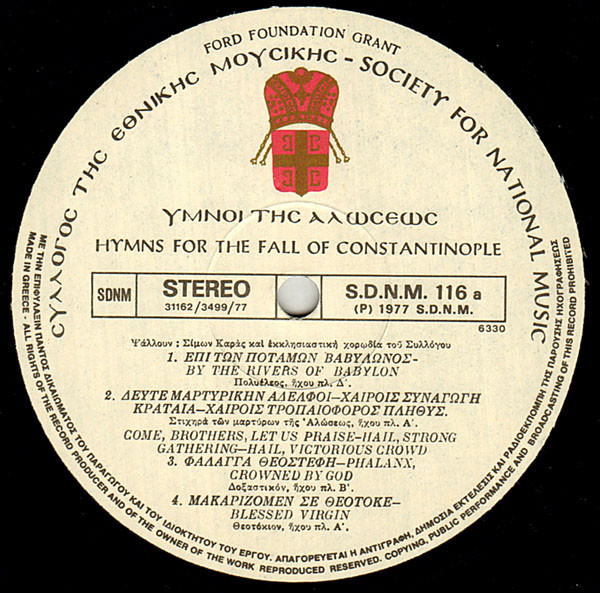 FORD FOUNDATION GRANT
ϹΥΛΛΟΓΟϹ ΤΗϹ ΕΘΝΙΚΗϹ ΜΟΥϹΙΚΗϹ - SOCIETY FOR NATIONAL MUSIC
ΥΜΝΟΙ ΤΗϹ ΑΛΩϹΕΩϹ
HYMNS FOR THE FALL OF CONSTANTINOPLE
SDNM
STEREO
31162/3499/77
S.D.N.M. 116 a
(P) 1977 S.D.N.M.
6330
Ψάλλουν : Σίμων Καρᾶς καὶ ἐκκλησιαστικὴ χορωδία τοῦ Συλλόγου
1. ΕΠΙ ΤΩΝ ΠΟΤΑΜΩΝ ΒΑΒΥΛΩΝΟΣ-
BY THE RIVERS OF BABYLON
Πολυέλεος, ἤχου πλ. Δ΄.
2. ΔΕΥΤΕ ΜΑΡΤΥΡΙΚΗΝ ΑΔΕΛΦΟΙ-ΧΑΙΡΟΙΣ ΣΥΝΑΓΩΓΗ
ΚΡΑΤΑΙΑ-ΧΑΙΡΟΙΣ ΤΡΟΠΑΙΟΦΟΡΟΣ ΠΛΗΘΥΣ.
Στιχηρὰ τῶν μαρτύρων τῆς Ἁλώσεως, ἤχου πλ. Α΄.
COME, BROTHERS, LET US PRAISE-HAIL, STRONG
GATHERING-HAIL, VICTORIOUS CROWD
3. ΦΑΛΑΓΓΑ ΘΕΟΣΤΕΦΗ-PHALANX,
CROWNED BY GOD
Δοξαστικόν, ἤχου πλ. Β΄.
4. ΜΑΚΑΡΙΖΟΜΕΝ ΣΕ ΘΕΟΤΟΚΕ-
BLESSED VIRGIN
Θεοτόκιον, ἤχου πλ. Α΄.
ΜΕ ΤΗΝ ΕΠΙΦΥΛΑΞΙΝ ΠΑΝΤΟΣ ΔΙΚΑΙΩΜΑΤΟΣ ΤΟΥ ΠΑΡΑΓΩΓΟΥ ΚΑΙ ΤΟΥ ΙΔΙΟΚΤΗΤΟΥ ΤΟΥ ΕΡΓΟΥ. ΑΠΑΓΟΡΕΥΕΤΑΙ Η ΑΝΤΙΓΡΑΦΗ, ΔΗΜΟΣΙΑ ΕΚΤΕΛΕΣΙΣ ΚΑΙ ΡΑΔΙΟΕΚΠΟΜΠΗ ΤΗΣ ΠΑΡΟΥΣΗΣ ΗΧΟΓΡΑΦΗΣΕΩΣ
MADE IN GREECE - ALL RIGHTS OF THE RECORD PRODUCER AND OF THE OWNER OF THE WORK REPRODUCED RESERVED. COPYING, PUBLIC PERFORMANCE AND BROADCASTING OF THIS RECORD PROHIBITED